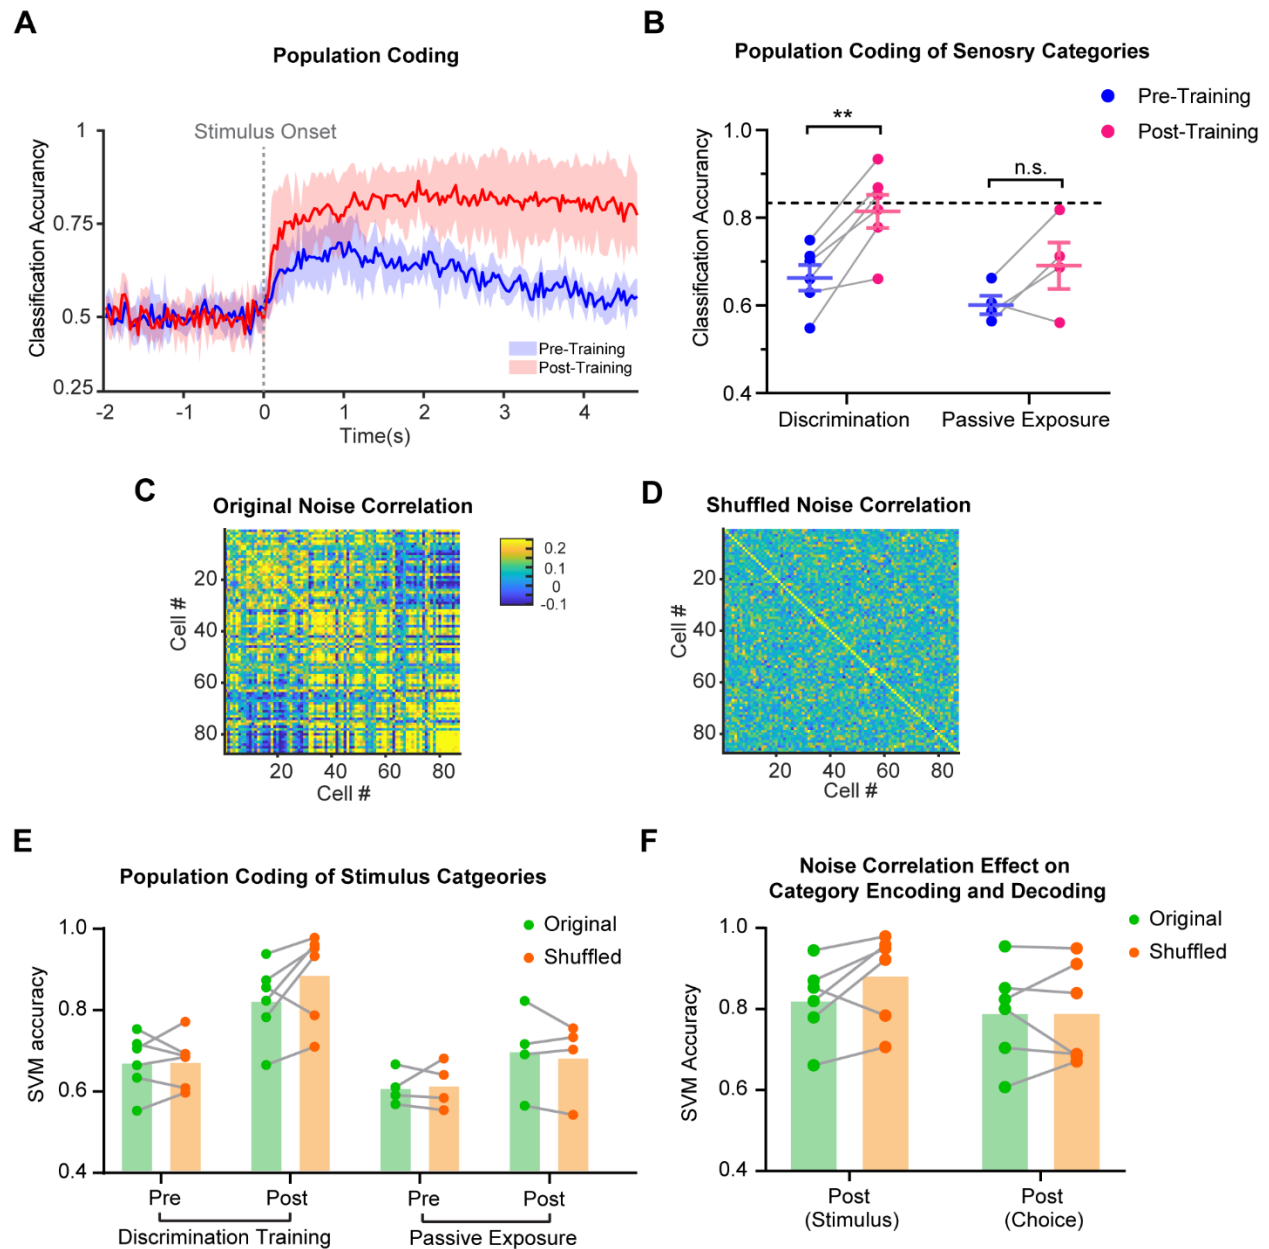 A
Population Coding
Stimulus Onset
Classification Accurancy
1
0.75
0.5
0.25
-2
-1
0
1
2
3
4
Time(s)
Pre-Training
Post-Training
B
Population Coding of Senosry Categories
Pre-Training
Post-Training
**
n.s.
Classification Accurancy
1.0
0.8
0.6
0.4
Discrimination
Passive Exposure
C
Original Noise Correlation
Cell #
20
40
60
80
20
40
60
80
Cell #
0.2
0.1
0
-0.1
D
Shuffled Noise Correlation
Cell #
20
40
60
80
20
40
60
80
Cell #
E
Population Coding of Stimulus Catgeories
Original
Shuffled
SVM accuracy
1.0
0.8
0.6
0.4
Pre
Post
Pre
Post
Discrimination Training
Passive Exposure
F
Noise Correlation Effect on
Category Encoding and Decoding
Original
Shuffled
SVM Accuracy
1.0
0.8
0.6
0.4
Post
(Stimulus)
Post
(Choice)